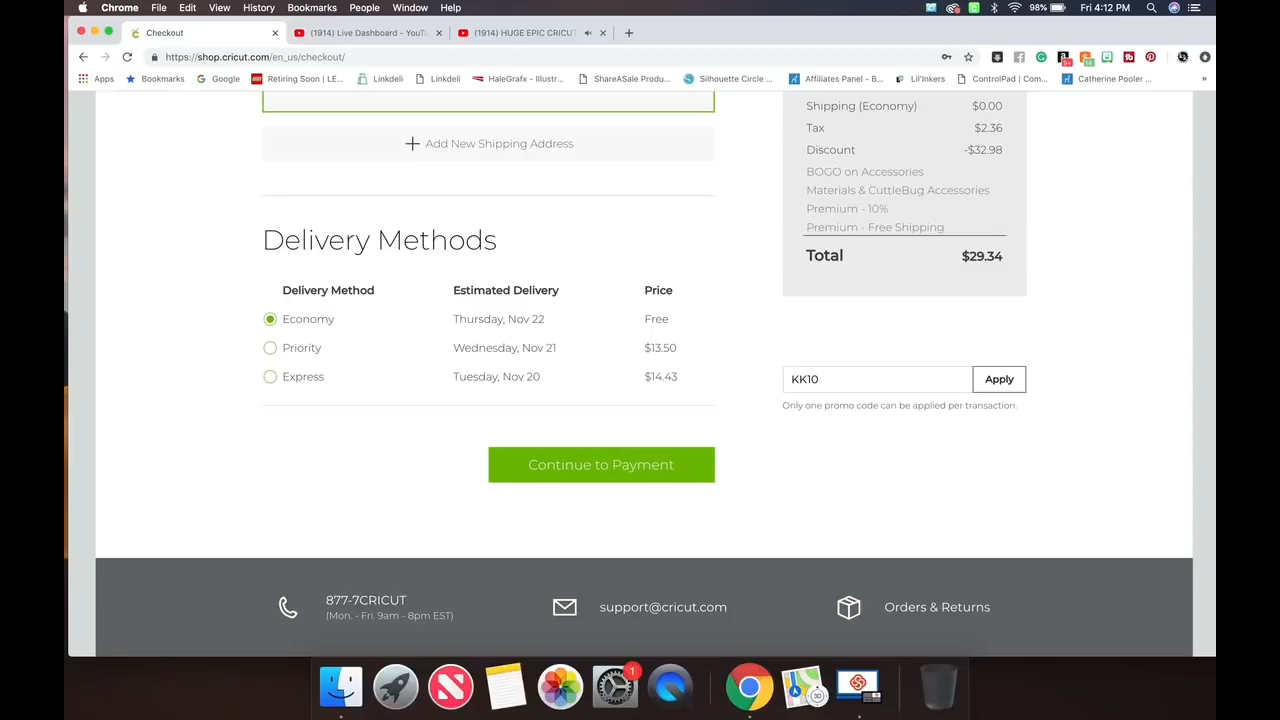 Chrome File Edit View History Bookmarks People Window Help 98% Fri 4:12 PM
Checkout (1914) Live Dashboard - YouTu (1914) HUGE EPIC CRICUT
https://shop.cricut.com/en_us/checkout/
Apps Bookmarks Google Retiring Soon | LE... Linkdeli Linkdeli HaleGrafx - Illustr... ShareASale Produ... Silhouette Circle ... Affiliates Panel - B... Lil'Inkers ControlPad | Com... Catherine Pooler ... »
Shipping (Economy) $0.00
Tax $2.36
Discount -$32.98
BOGO on Accessories
Materials & CuttleBug Accessories
Premium - 10%
Premium - Free Shipping
Total $29.34
Add New Shipping Address
Delivery Methods
Delivery Method Estimated Delivery Price
Economy Thursday, Nov 22 Free
Priority Wednesday, Nov 21 $13.50
Express Tuesday, Nov 20 $14.43
KK10 Apply
Only one promo code can be applied per transaction.
Continue to Payment
877-7CRICUT
(Mon. - Fri. 9am - 8pm EST)
support@cricut.com
Orders & Returns
1